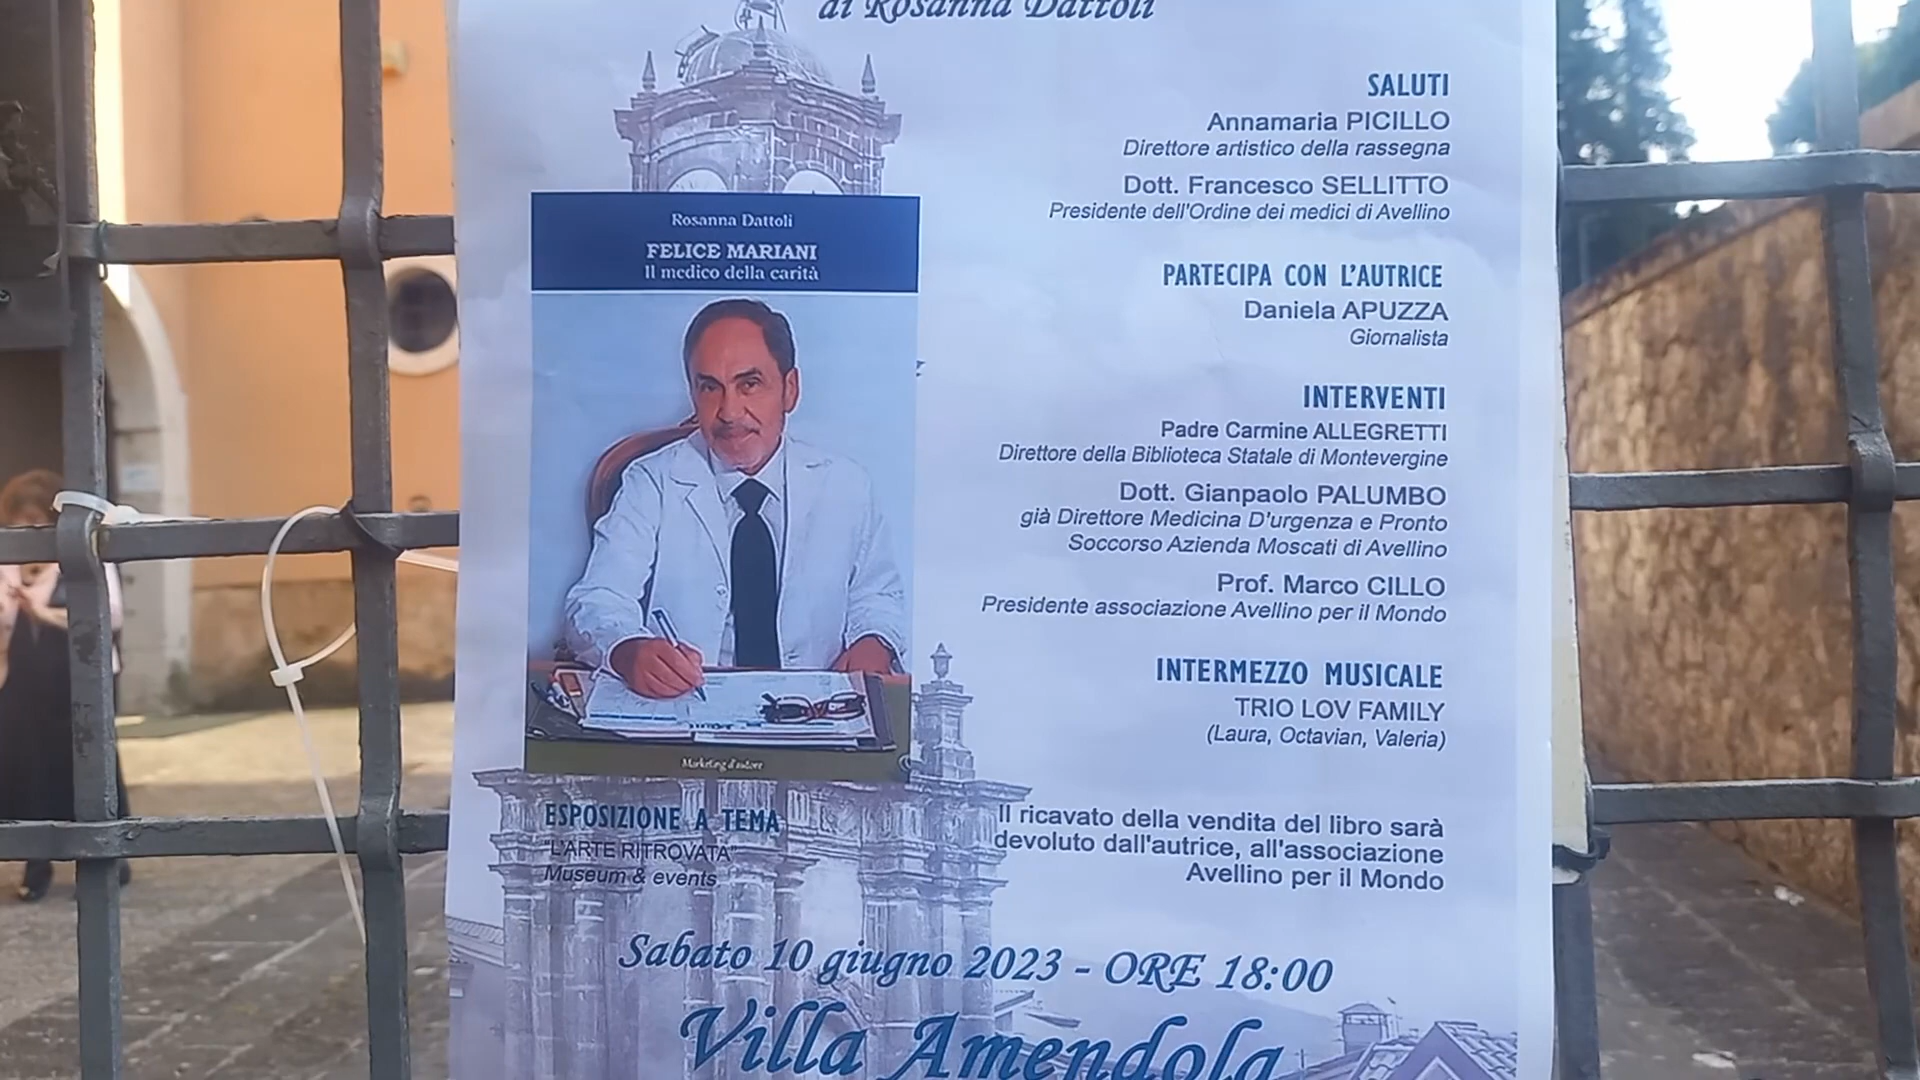 di Rosanna Dattoli
SALUTI
Annamaria PICILLO
Direttore artistico della rassegna
Dott. Francesco SELLITTO
Presidente dell'Ordine dei medici di Avellino
Rosanna Dattoli
FELICE MARIANI
Il medico della carità
PARTECIPA CON L'AUTRICE
Daniela APUZZA
Giornalista
INTERVENTI
Padre Carmine ALLEGRETTI
Direttore della Biblioteca Statale di Montevergine
Dott. Gianpaolo PALUMBO
già Direttore Medicina D'urgenza e Pronto
Soccorso Azienda Moscati di Avellino
Prof. Marco CILLO
Presidente associazione Avellino per il Mondo
INTERMEZZO MUSICALE
TRIO LOV FAMILY
(Laura, Octavian, Valeria)
Marketing d'autore
ESPOSIZIONE A TEMA
"L'ARTE RITROVATA"
Museum & events
Il ricavato della vendita del libro sarà
devoluto dall'autrice, all'associazione
Avellino per il Mondo
Sabato 10 giugno 2023 - ORE 18:00
Villa Amendola